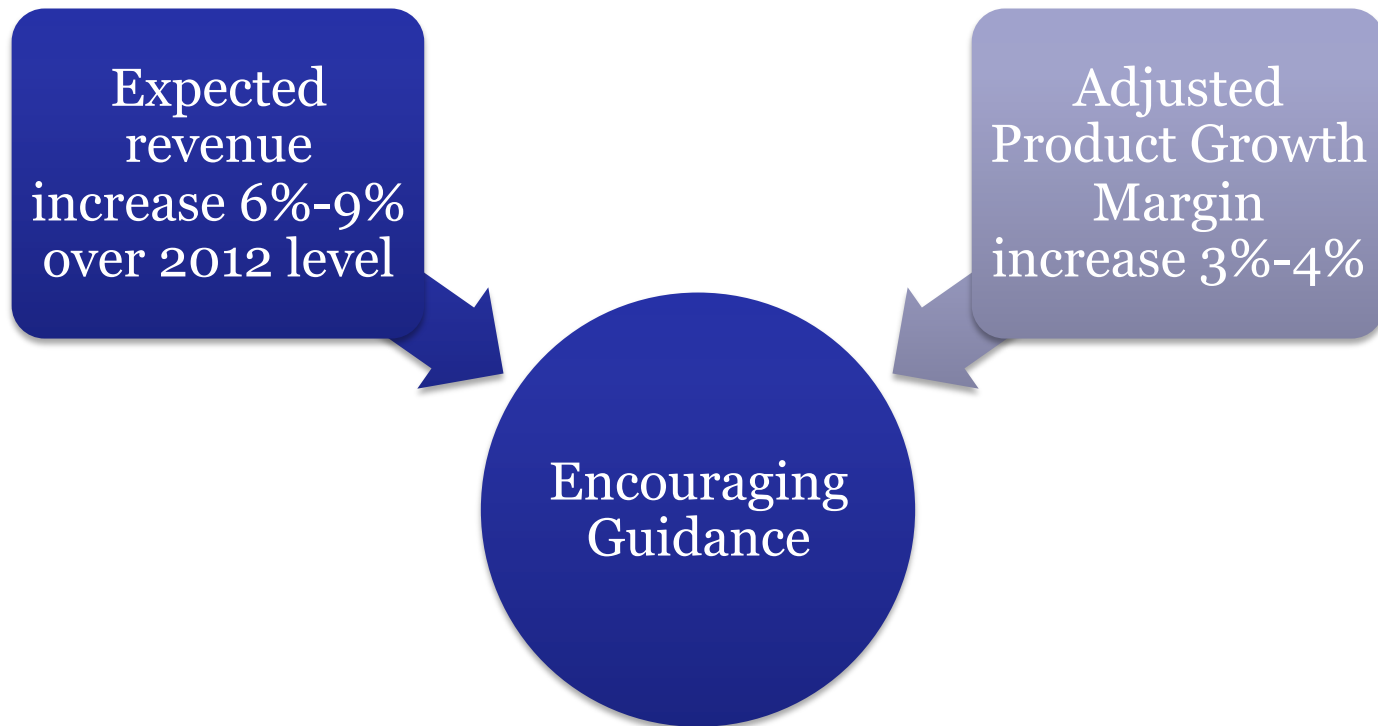 Expected
revenue
increase 6%-9%
over 2012 level
Adjusted
Product Growth
Margin
increase 3%-4%
Encouraging
Guidance